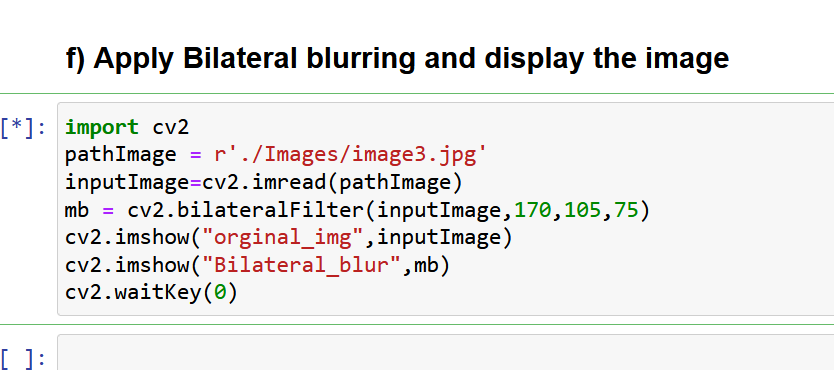 f) Apply Bilateral blurring and display the image
[*]:
import cv2
pathImage = r'./Images/image3.jpg'
inputImage=cv2.imread(pathImage)
mb = cv2.bilateralFilter(inputImage,170,105,75)
cv2.imshow("orginal_img",inputImage)
cv2.imshow("Bilateral_blur",mb)
cv2.waitKey(0)
[ ]: